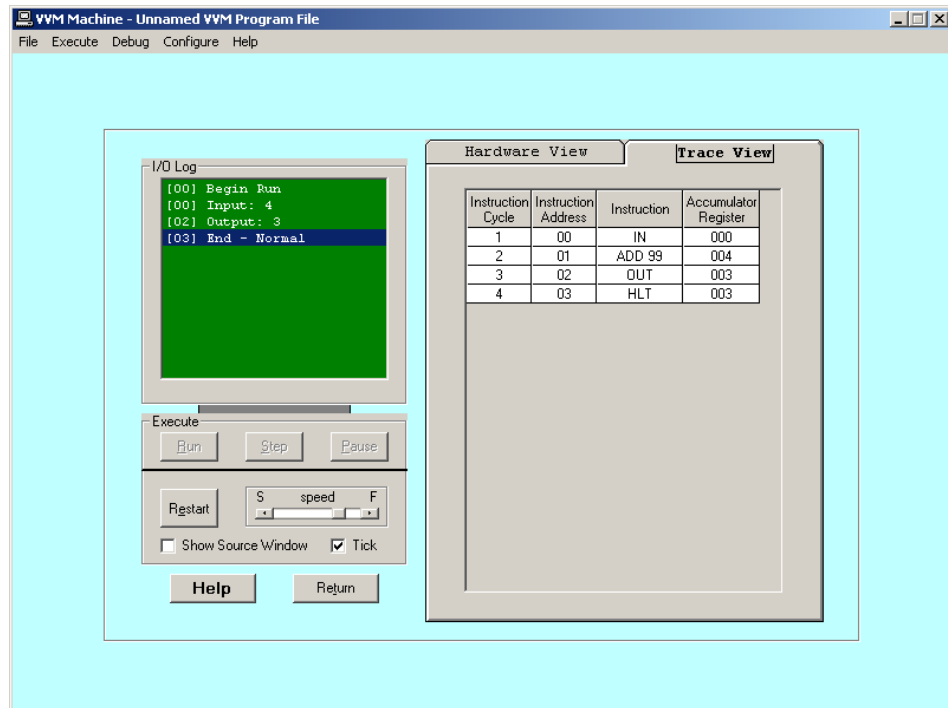 VVM Machine - Unnamed VVM Program File
File Execute Debug Configure Help
I/O Log
[00] Begin Run
[00] Input: 4
[02] Output: 3
[03] End - Normal
Execute
Run Step Pause
Restart
S speed F
Show Source Window Tick
Help Return
Hardware View Trace View
Instruction Cycle Instruction Address Instruction Accumulator Register
1 00 IN 000
2 01 ADD 99 004
3 02 OUT 003
4 03 HLT 003